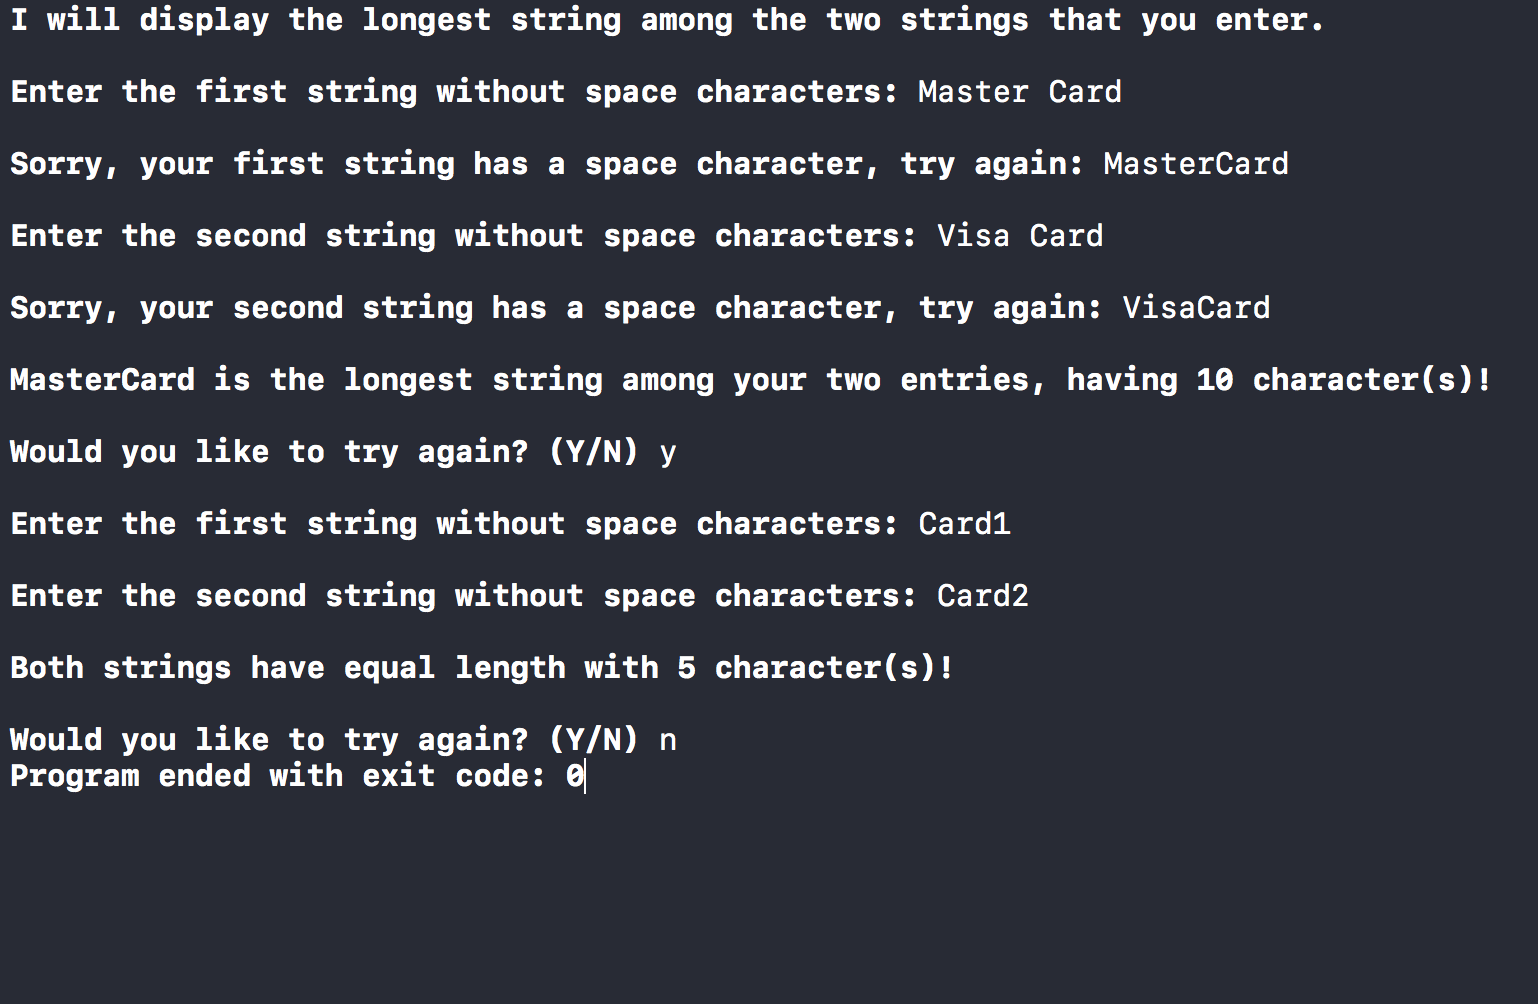 I will display the longest string among the two strings that you enter.
Enter the first string without space characters: Master Card
Sorry, your first string has a space character, try again: MasterCard
Enter the second string without space characters: Visa Card
Sorry, your second string has a space character, try again: VisaCard
MasterCard is the longest string among your two entries, having 10 character(s)!
Would you like to try again? (Y/N) y
Enter the first string without space characters: Card1
Enter the second string without space characters: Card2
Both strings have equal length with 5 character(s)!
Would you like to try again? (Y/N) n
Program ended with exit code: 0